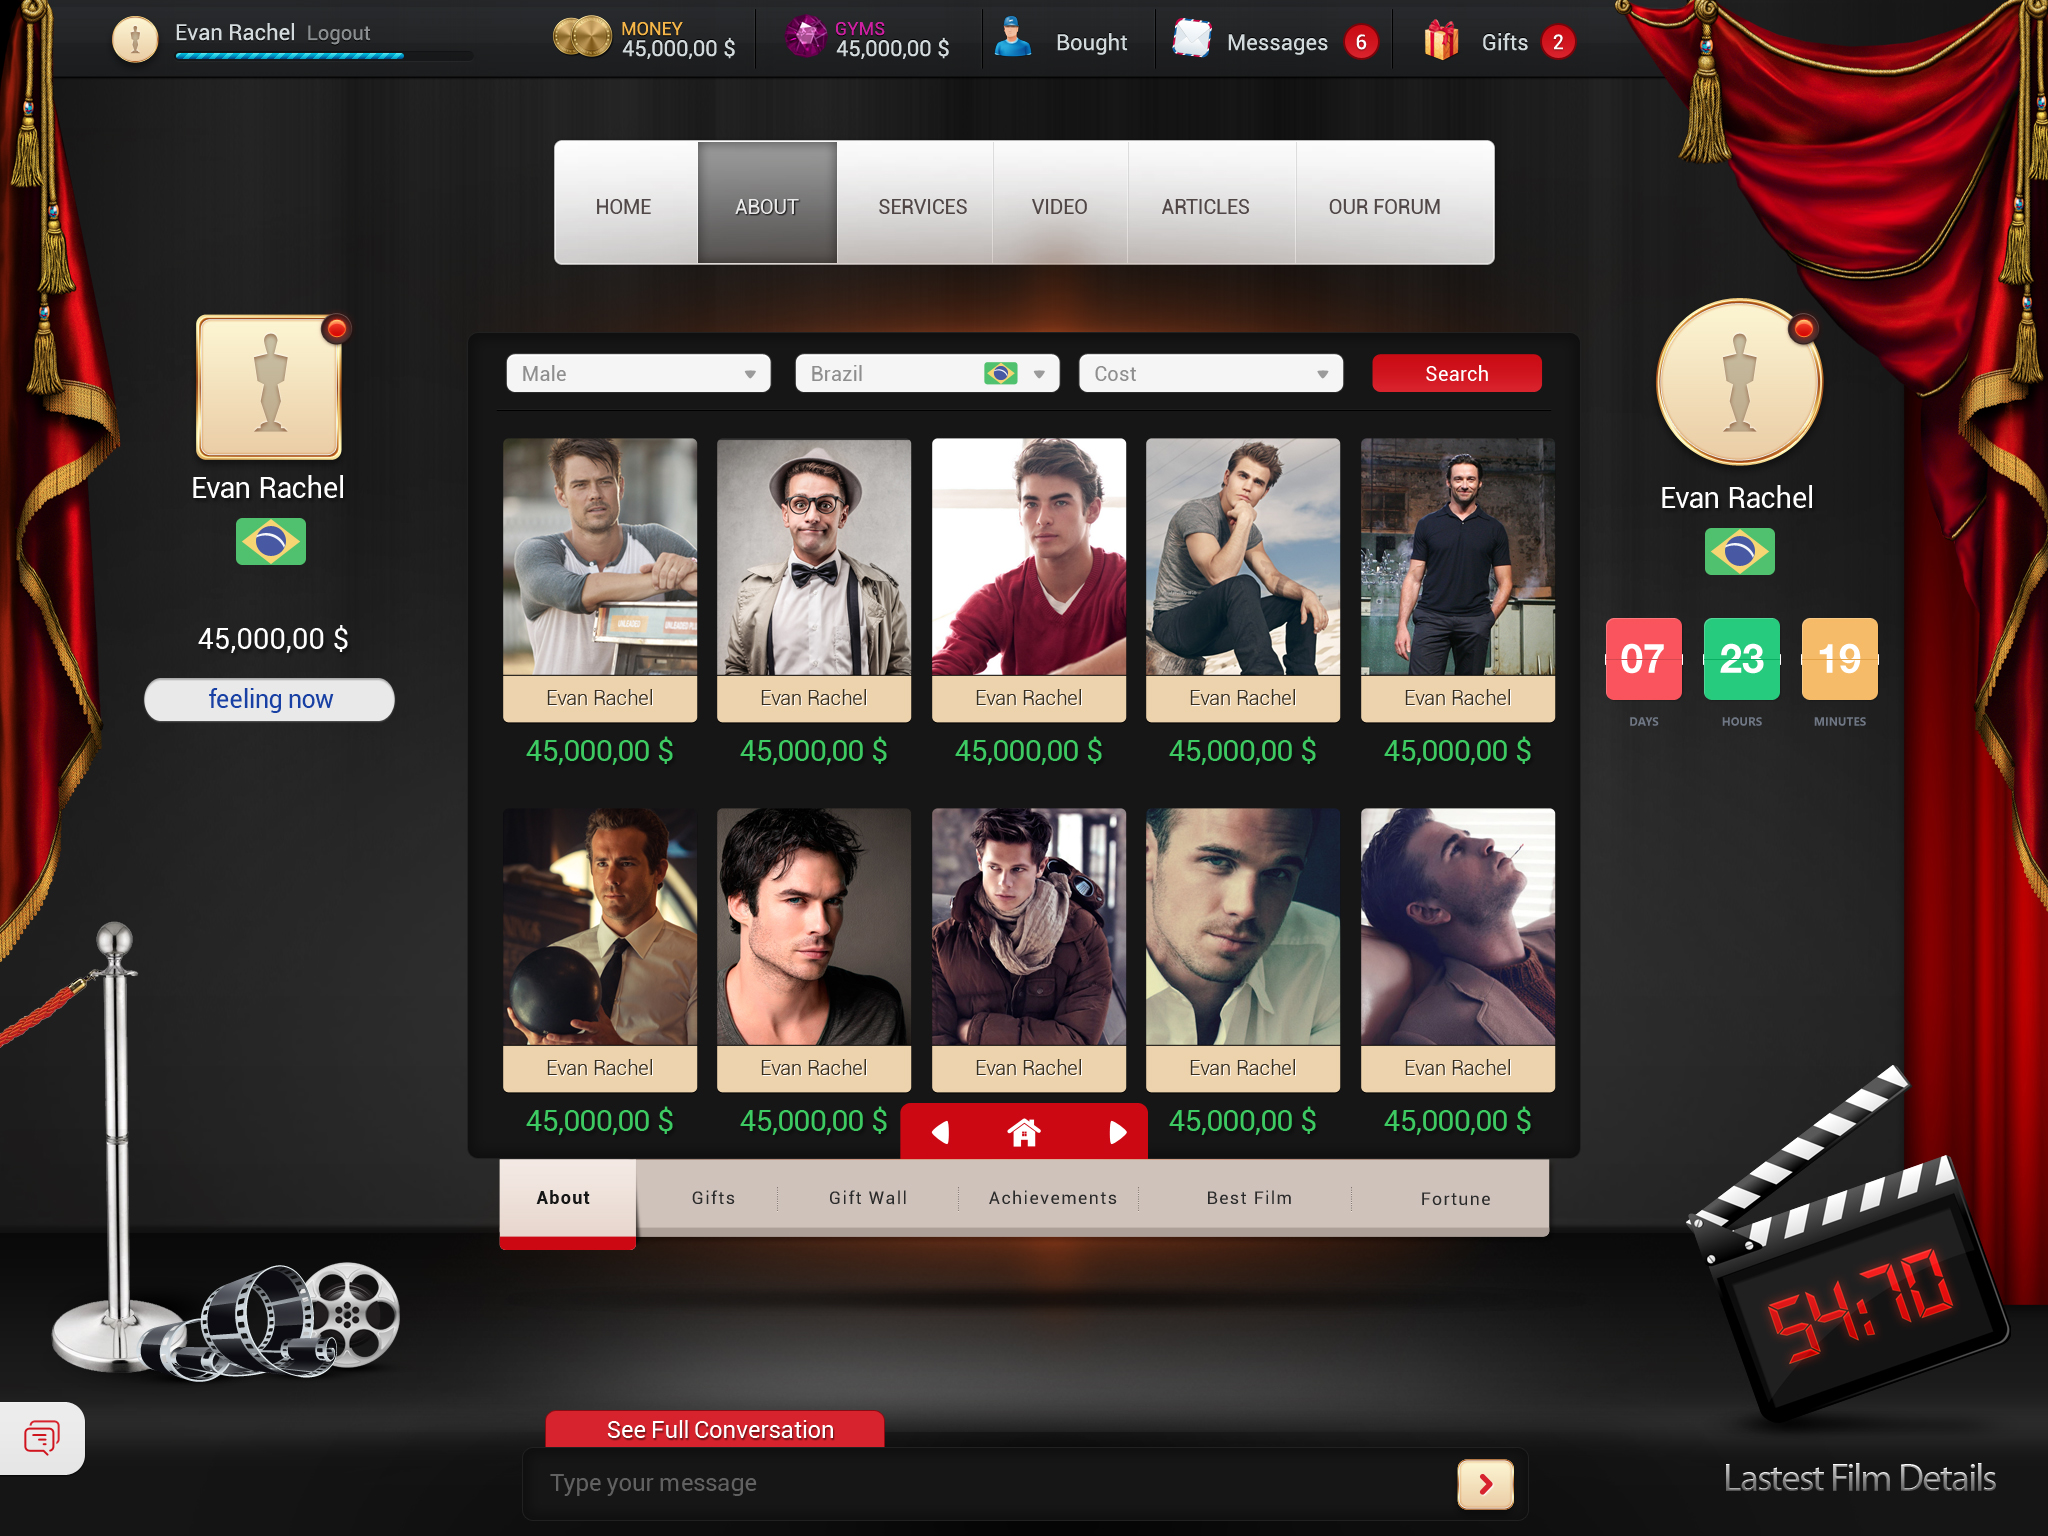 Evan Rachel Logout
MONEY
45,000,00 $
GYMS
45,000,00 $
Bought
Messages 6
Gifts 2
HOME ABOUT SERVICES VIDEO ARTICLES OUR FORUM
Male Brazil Cost Search
Evan Rachel
45,000,00 $
feeling now
UNLEADED UNLEADED PLU
Evan Rachel Evan Rachel Evan Rachel Evan Rachel Evan Rachel
45,000,00 $ 45,000,00 $ 45,000,00 $ 45,000,00 $ 45,000,00 $
Evan Rachel
07 23 19
DAYS HOURS MINUTES
Evan Rachel Evan Rachel Evan Rachel Evan Rachel Evan Rachel
45,000,00 $ 45,000,00 $ 45,000,00 $ 45,000,00 $
About Gifts Gift Wall Achievements Best Film Fortune
54:70
See Full Conversation
Type your message
Lastest Film Details